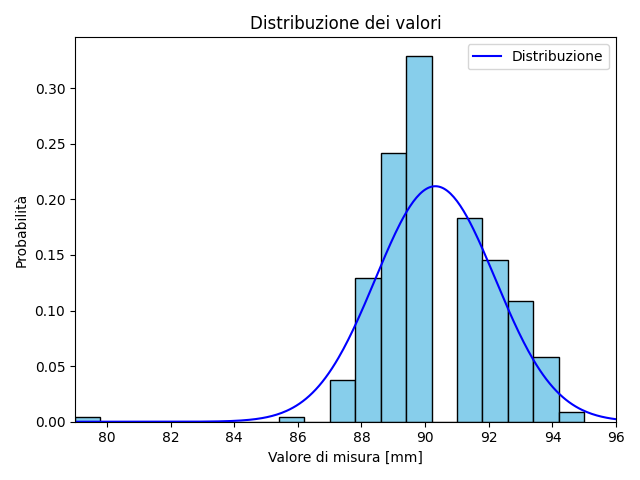 Distribuzione dei valori
Distribuzione
0.30
0.25
0.20
0.15
0.10
0.05
0.00
Probabilità
80 82 84 86 88 90 92 94 96
Valore di misura [mm]